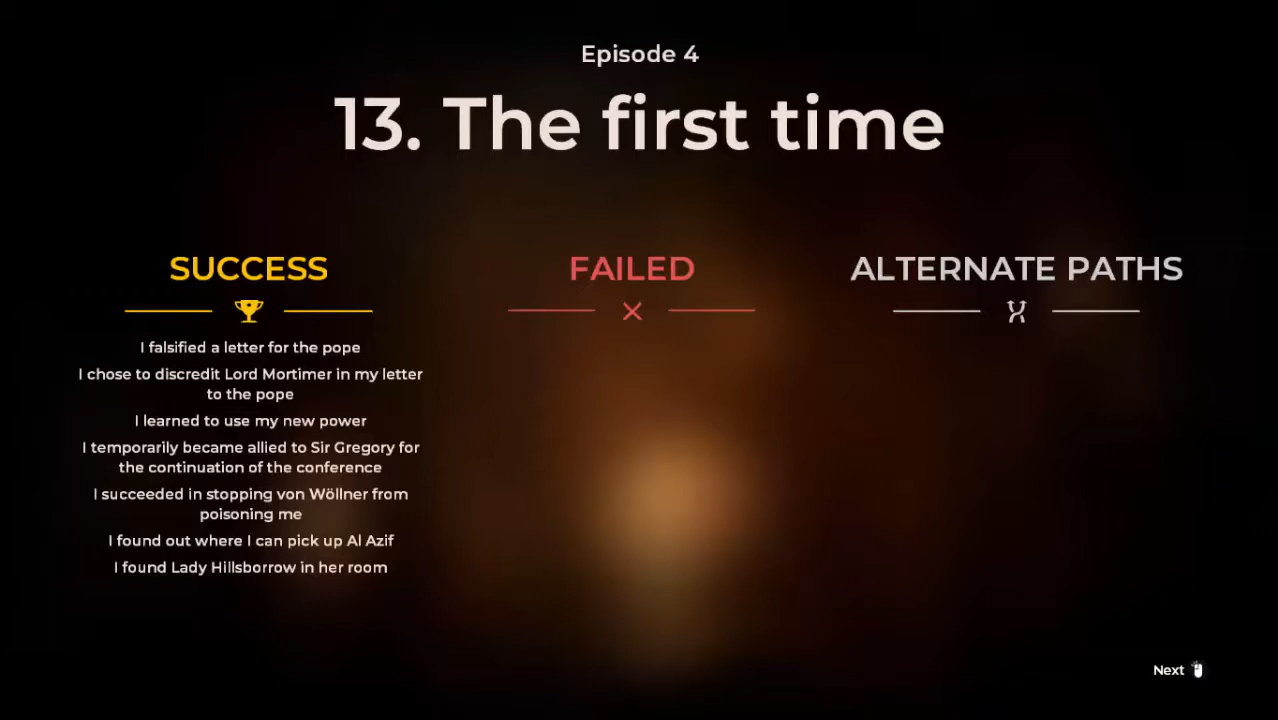 Episode 4
13. The first time
SUCCESS
I falsified a letter for the pope
I chose to discredit Lord Mortimer in my letter
to the pope
I learned to use my new power
I temporarily became allied to Sir Gregory for
the continuation of the conference
I succeeded in stopping von Wöllner from
poisoning me
I found out where I can pick up Al Azif
I found Lady Hillsborrow in her room
FAILED
ALTERNATE PATHS
Next